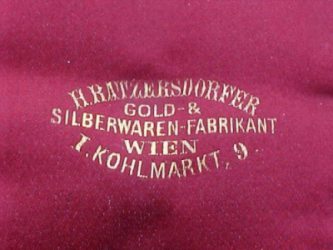 H. RATZERSDORFER
GOLD- &
SILBERWAREN-FABRIKANT
WIEN
I. KOHLMARKT, 9.